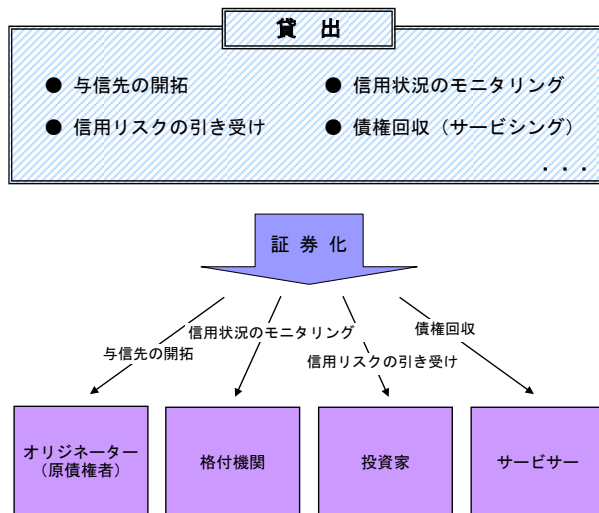 貸 出
● 与信先の開拓
● 信用状況のモニタリング
● 信用リスクの引き受け
● 債権回収（サービシング）
・・・
証 券 化
与信先の開拓
信用状況のモニタリング
信用リスクの引き受け
債権回収
オリジネーター
（原債権者）
格付機関
投資家
サービサー